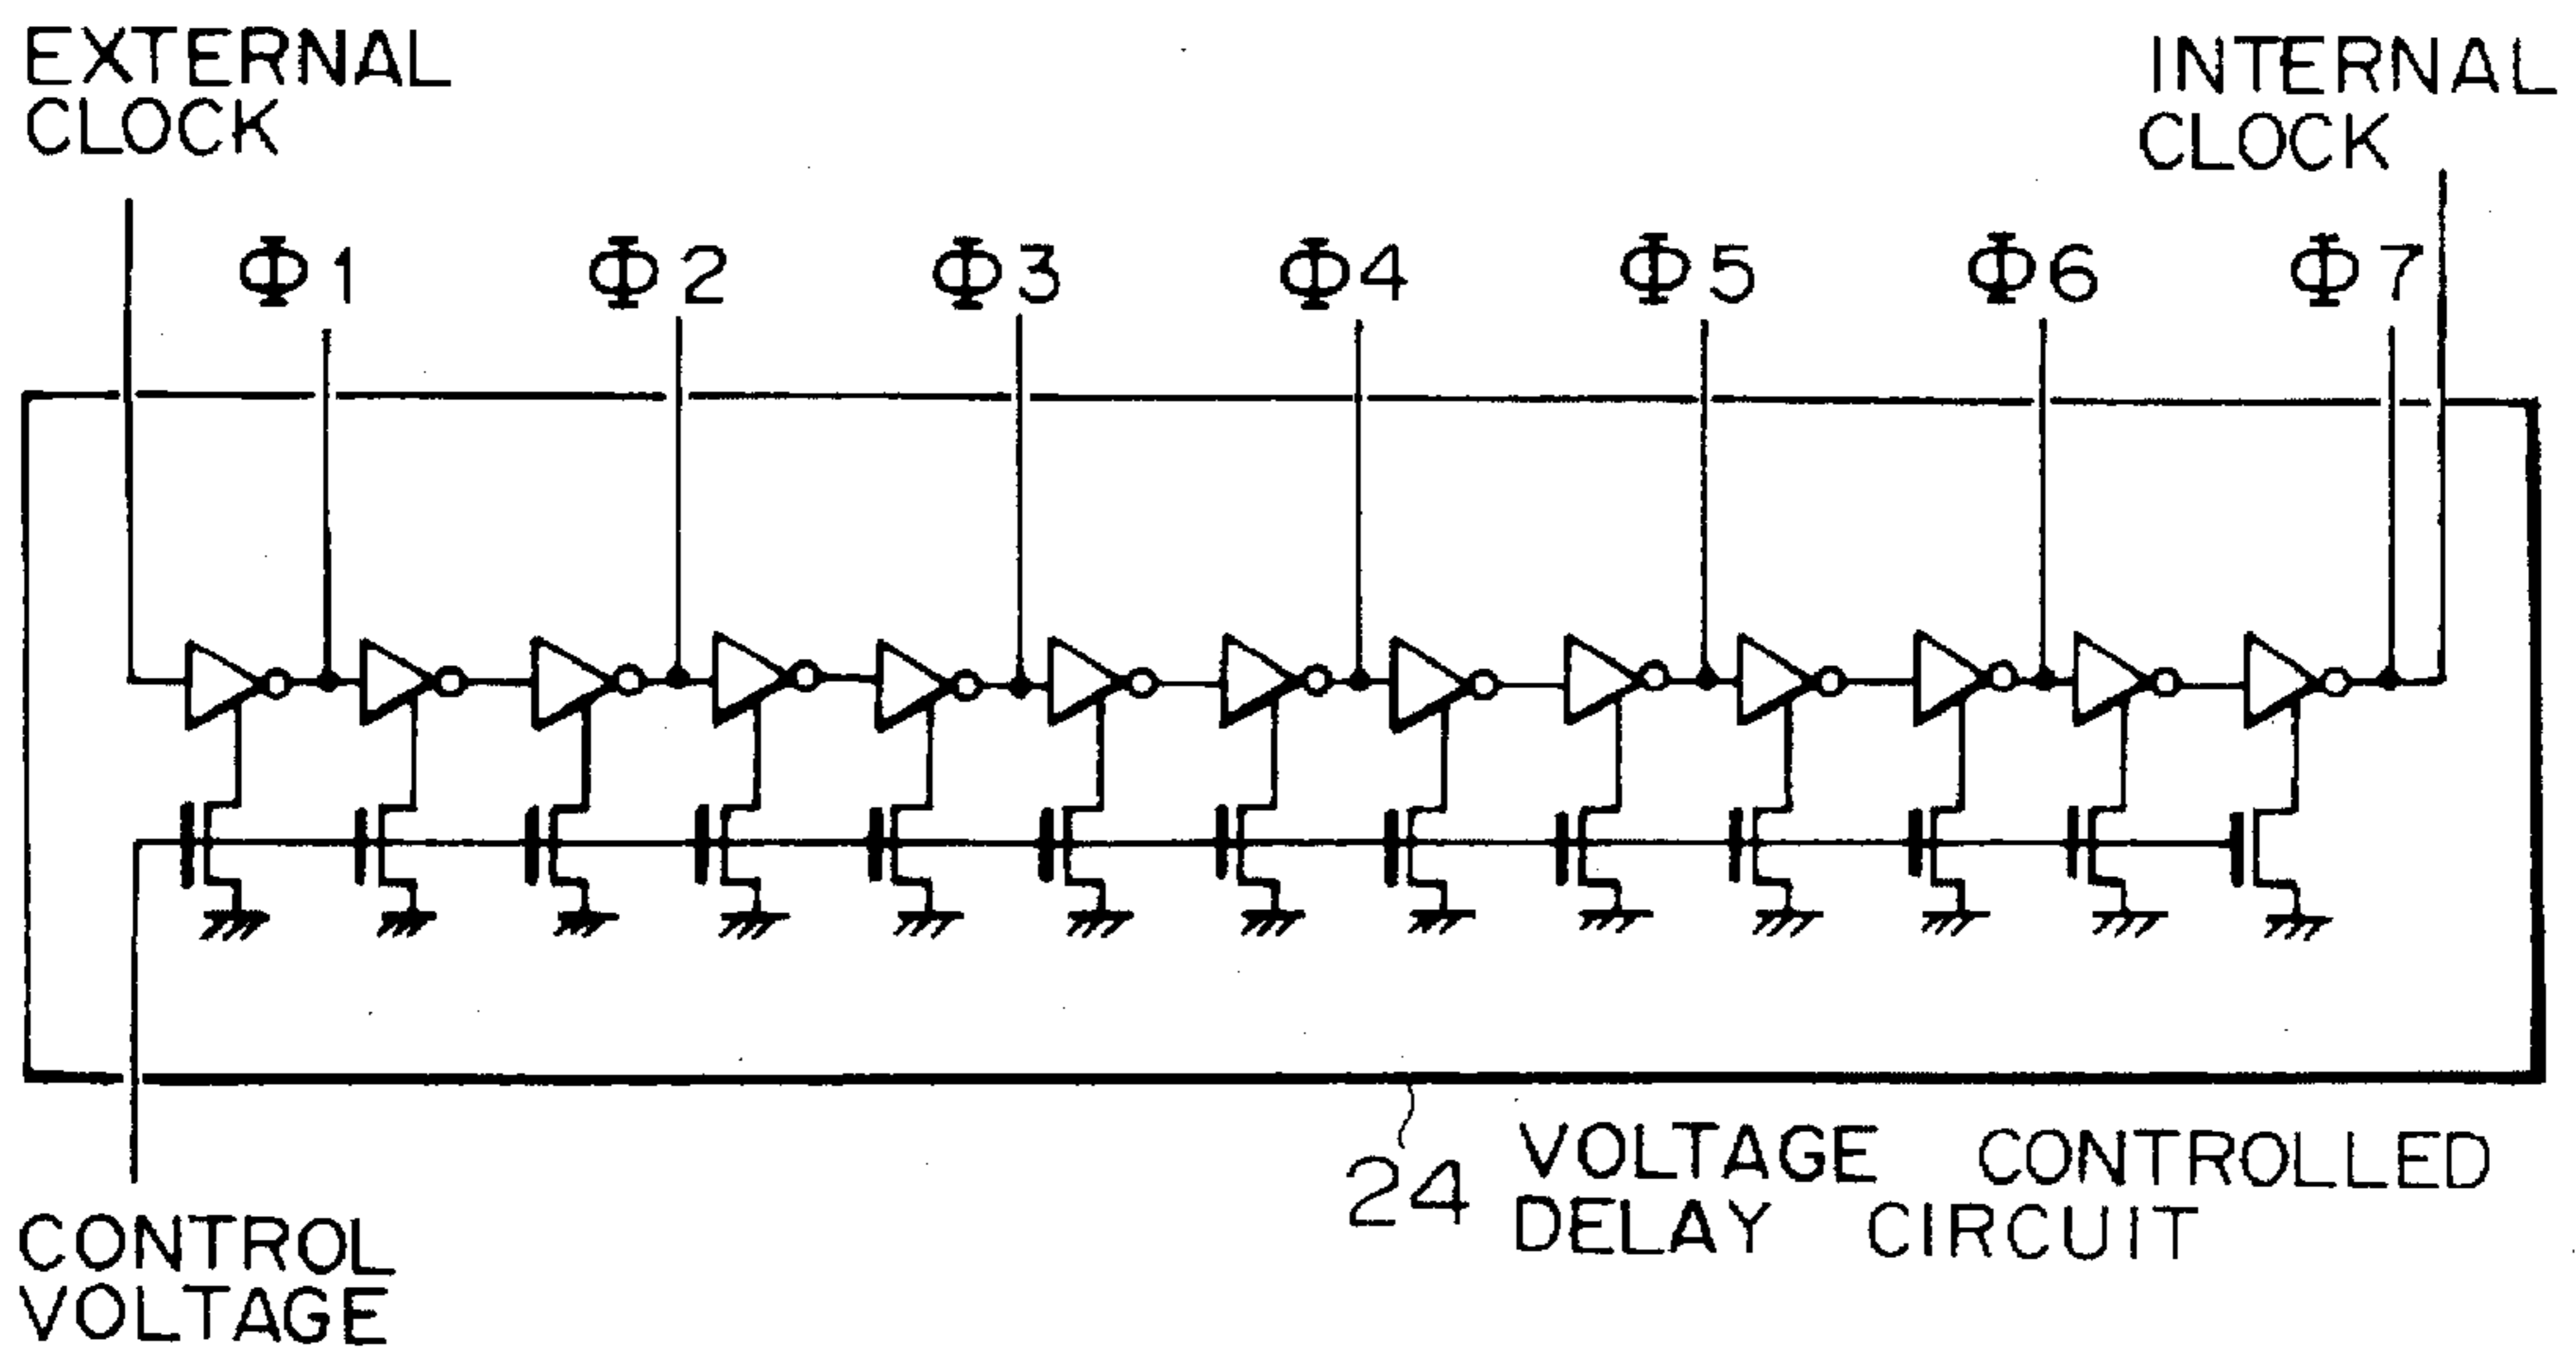 EXTERNAL
CLOCK
INTERNAL
CLOCK
Φ1
Φ2
Φ3
Φ4
Φ5
Φ6
Φ7
24
VOLTAGE CONTROLLED
DELAY CIRCUIT
CONTROL
VOLTAGE